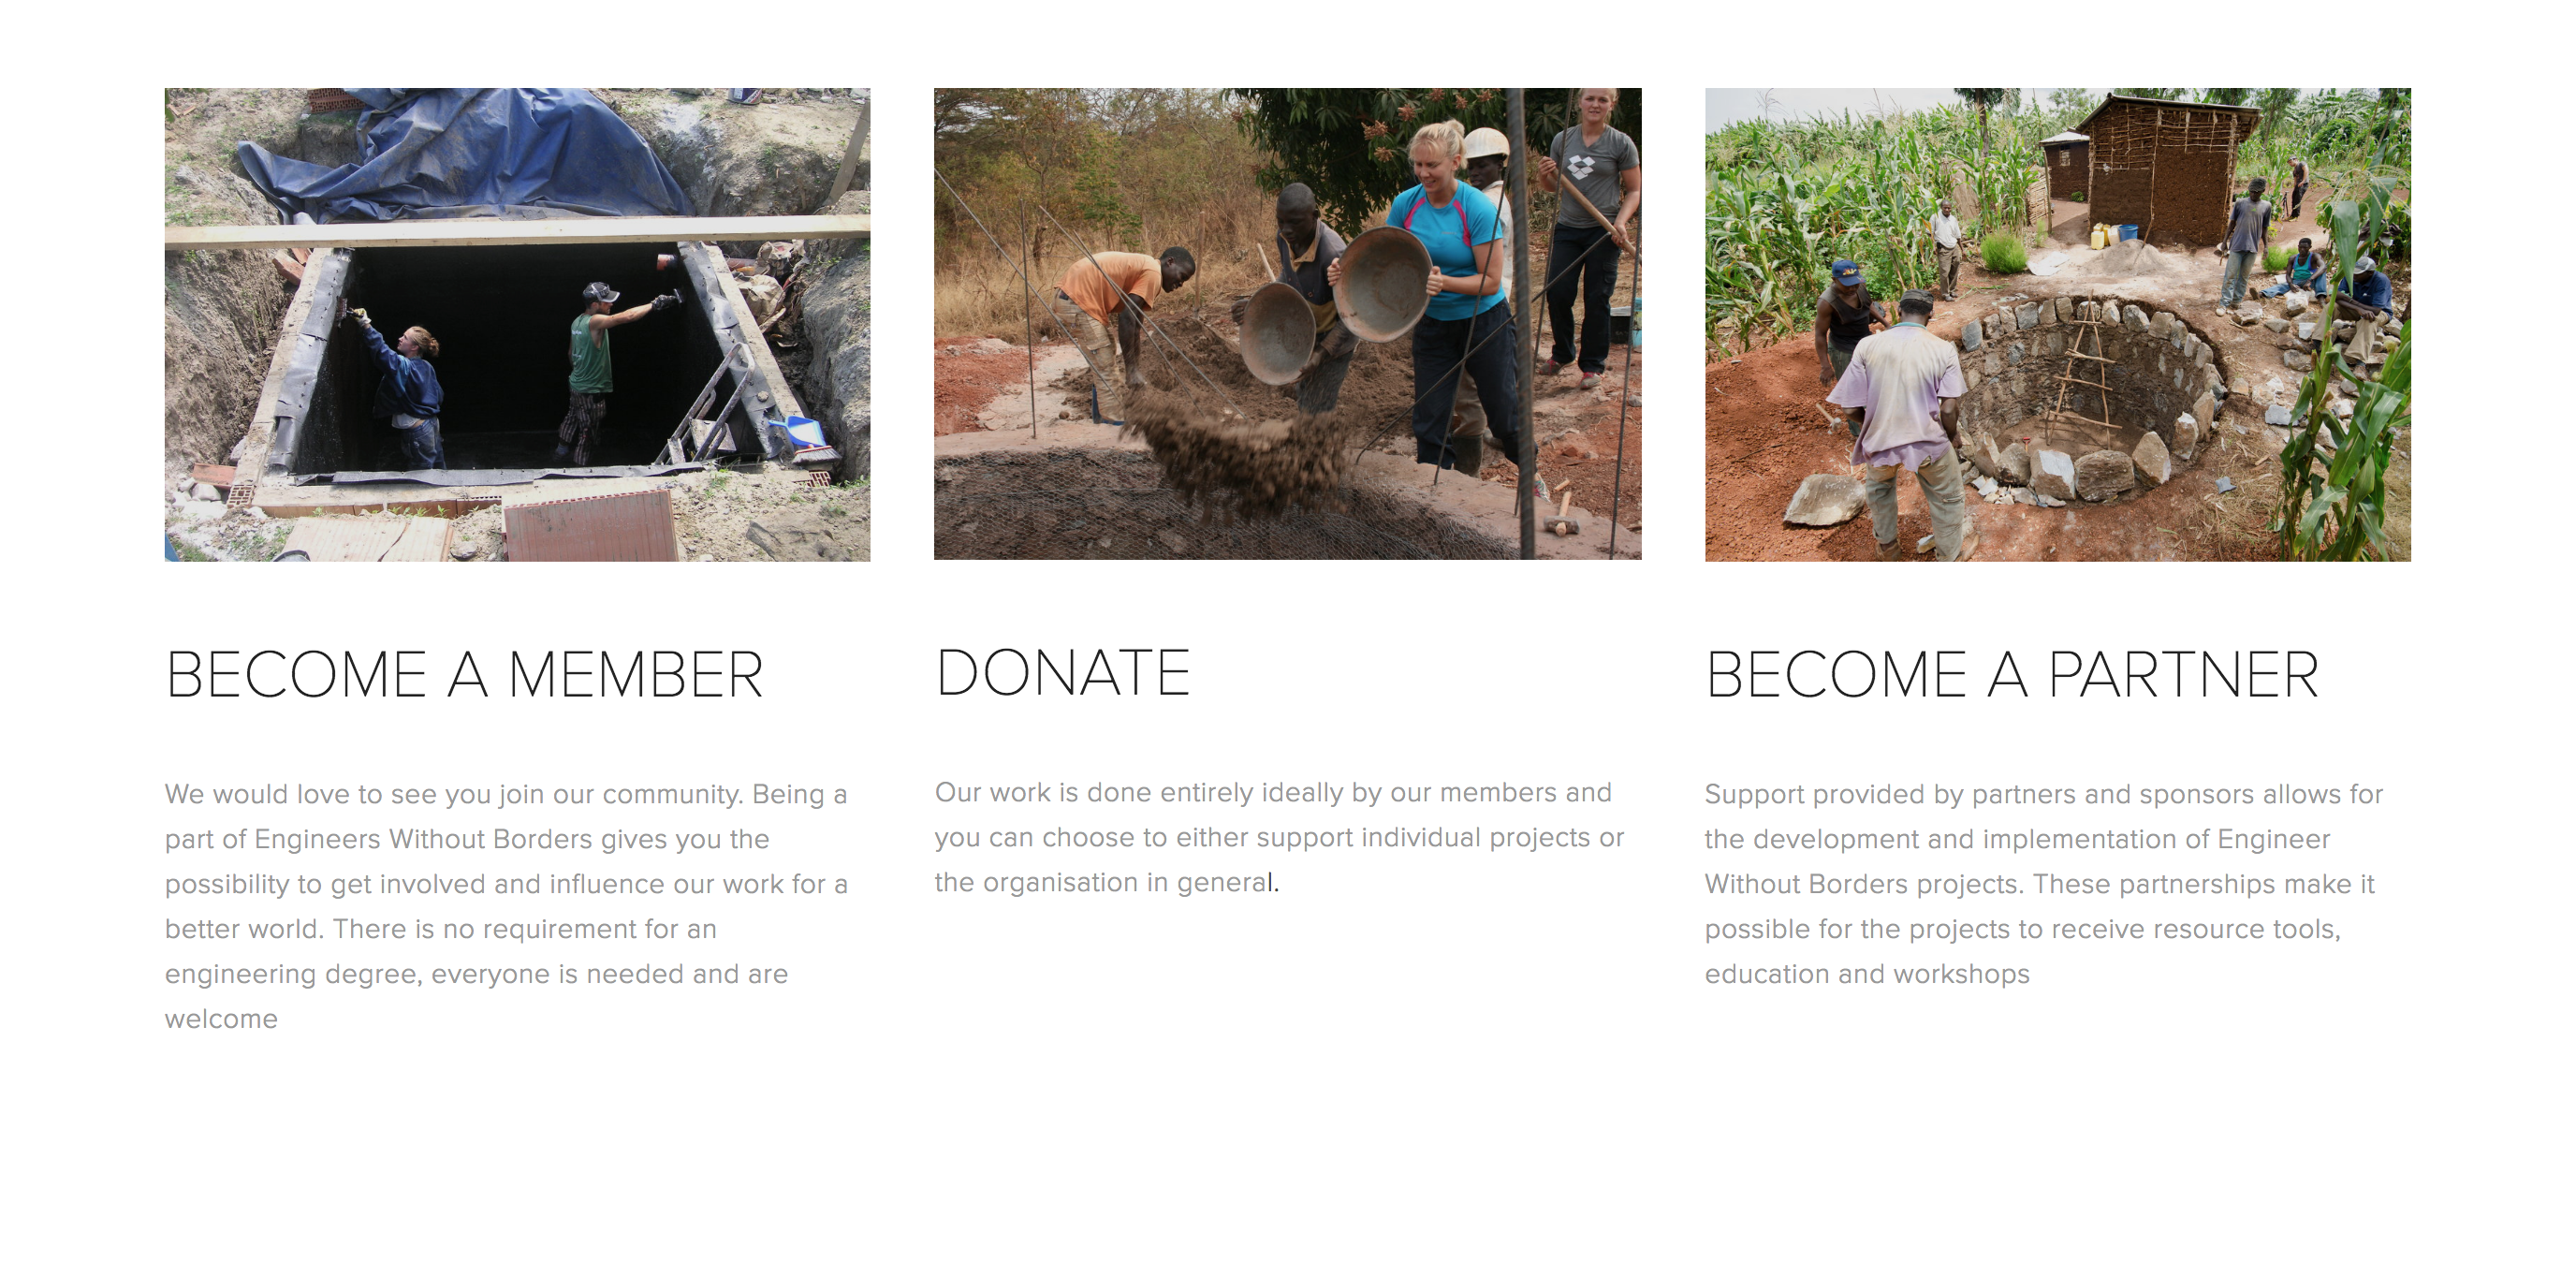 BECOME A MEMBER
We would love to see you join our community. Being a
part of Engineers Without Borders gives you the
possibility to get involved and influence our work for a
better world. There is no requirement for an
engineering degree, everyone is needed and are
welcome
DONATE
Our work is done entirely ideally by our members and
you can choose to either support individual projects or
the organisation in general.
BECOME A PARTNER
Support provided by partners and sponsors allows for
the development and implementation of Engineer
Without Borders projects. These partnerships make it
possible for the projects to receive resource tools,
education and workshops